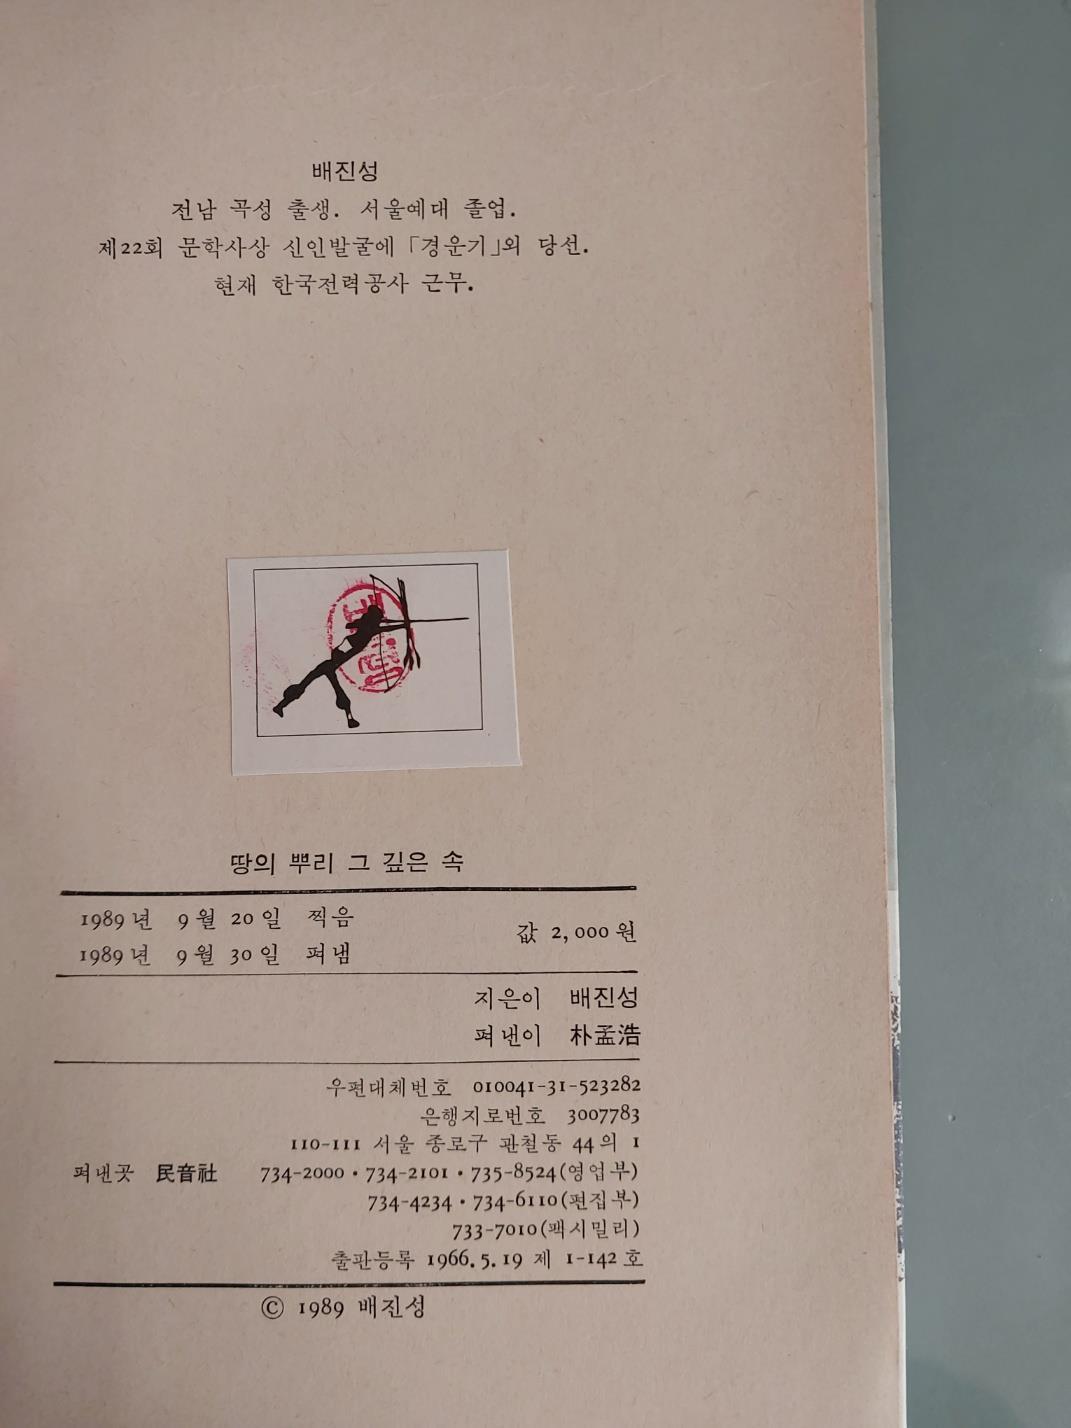 배진성
전남 곡성 출생. 서울예대 졸업.
제22회 문학사상 신인발굴에 「경운기」외 당선.
현재 한국전력공사 근무.
땅의 뿌리 그 깊은 속
1989년 9월 20일 찍음
1989년 9월 30일 펴냄
값 2,000원
지은이 배진성
펴낸이 朴孟浩
우편대체번호 010041-31-523282
은행지로번호 3007783
110-111 서울 종로구 관철동 44의 1
펴낸곳 民音社 734-2000・734-2101・735-8524(영업부)
734-4234・734-6110(편집부)
733-7010(팩시밀리)
출판등록 1966.5.19 제 1-142호
© 1989 배진성